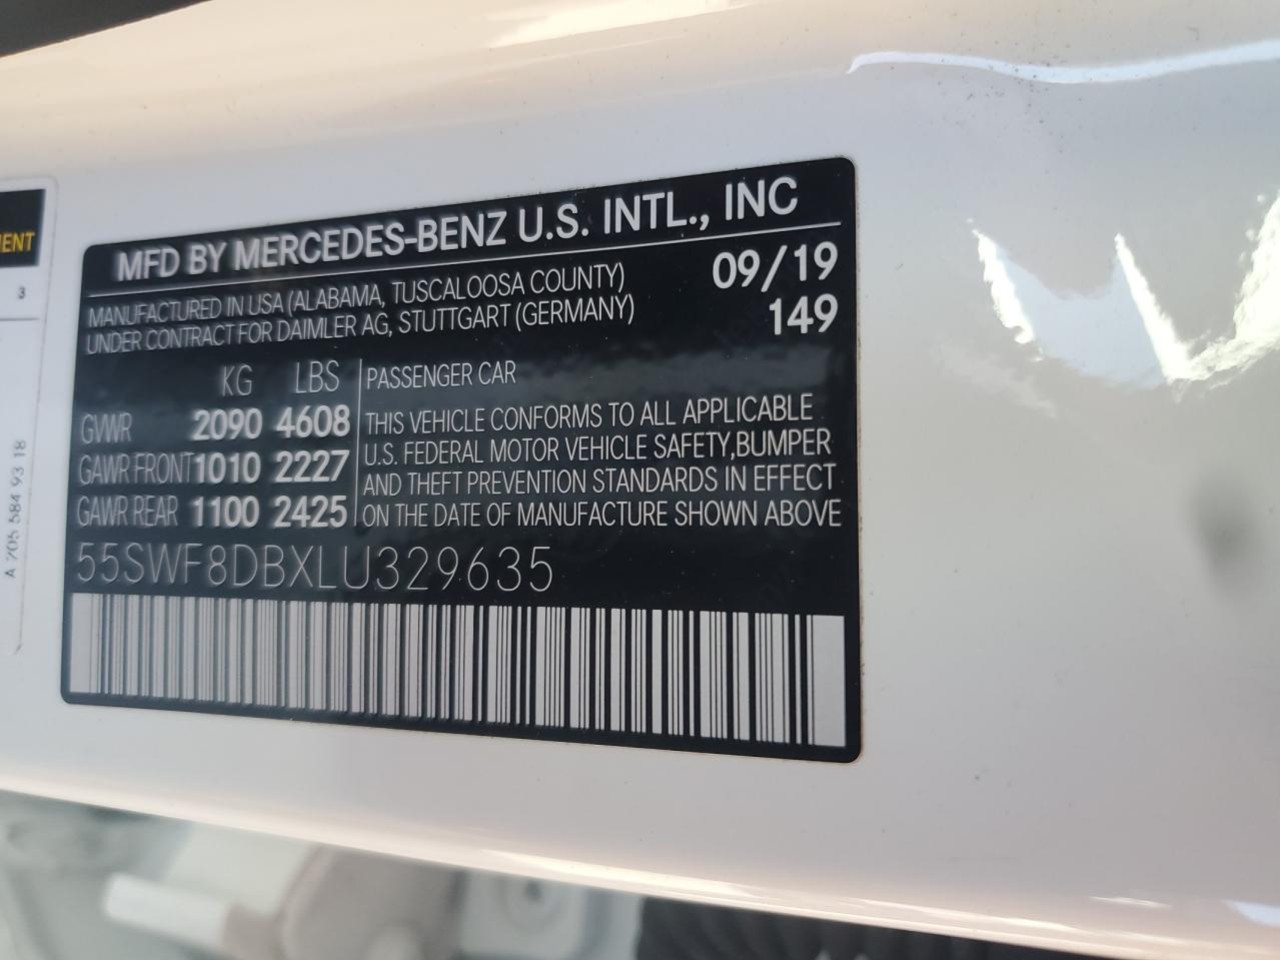 MFD BY MERCEDES-BENZ U.S. INTL., INC
MANUFACTURED IN USA (ALABAMA, TUSCALOOSA COUNTY)
UNDER CONTRACT FOR DAIMLER AG, STUTTGART (GERMANY)
09/19
149
KG LBS
GVWR 2090 4608
GAWR FRONT 1010 2227
GAWR REAR 1100 2425
PASSENGER CAR
THIS VEHICLE CONFORMS TO ALL APPLICABLE
U.S. FEDERAL MOTOR VEHICLE SAFETY,BUMPER
AND THEFT PREVENTION STANDARDS IN EFFECT
ON THE DATE OF MANUFACTURE SHOWN ABOVE
55SWF8DBXLU329635
3
A 205 584 93 18